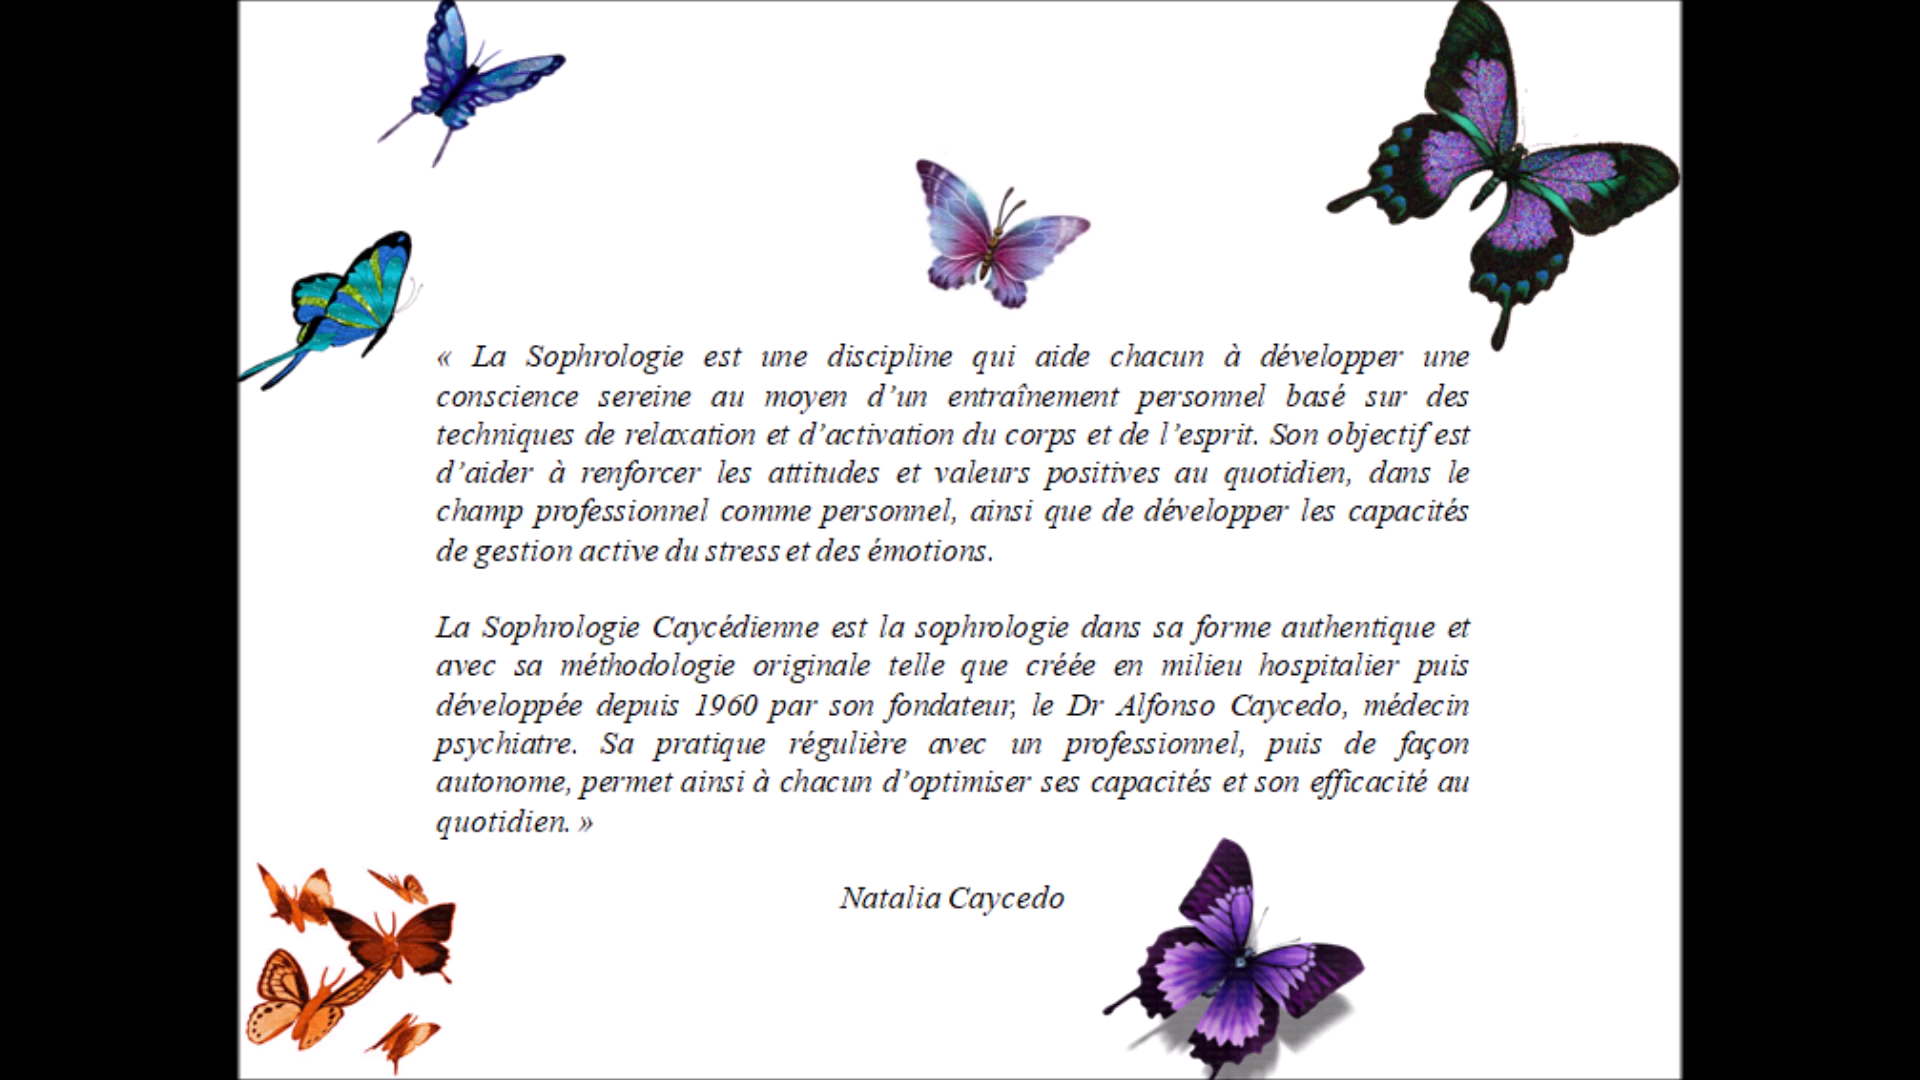 « La Sophrologie est une discipline qui aide chacun à développer une
conscience sereine au moyen d’un entraînement personnel basé sur des
techniques de relaxation et d’activation du corps et de l’esprit. Son objectif est
d’aider à renforcer les attitudes et valeurs positives au quotidien, dans le
champ professionnel comme personnel, ainsi que de développer les capacités
de gestion active du stress et des émotions.
La Sophrologie Caycédienne est la sophrologie dans sa forme authentique et
avec sa méthodologie originale telle que créée en milieu hospitalier puis
développée depuis 1960 par son fondateur, le Dr Alfonso Caycedo, médecin
psychiatre. Sa pratique régulière avec un professionnel, puis de façon
autonome, permet ainsi à chacun d’optimiser ses capacités et son efficacité au
quotidien. »
Natalia Caycedo